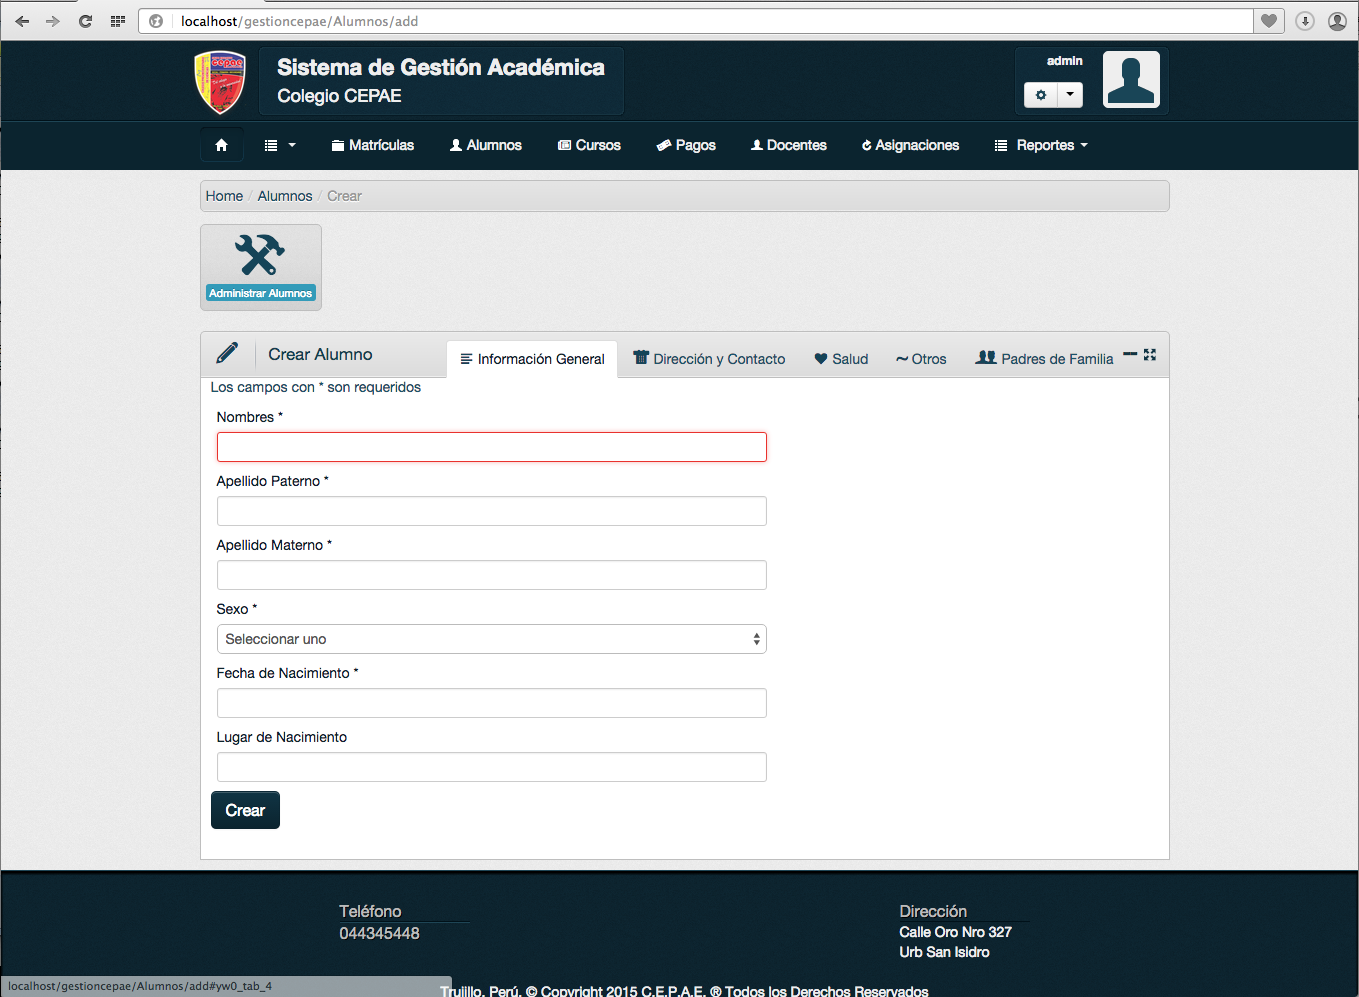 localhost/gestioncepae/Alumnos/add
cepae
Sistema de Gestión Académica
Colegio CEPAE
admin
Matrículas Alumnos Cursos Pagos Docentes Asignaciones Reportes
Home / Alumnos / Crear
Administrar Alumnos
Crear Alumno Información General Dirección y Contacto Salud Otros Padres de Familia
Los campos con * son requeridos
Nombres *
Apellido Paterno *
Apellido Materno *
Sexo *
Seleccionar uno
Fecha de Nacimiento *
Lugar de Nacimiento
Crear
Teléfono
044345448
Dirección
Calle Oro Nro 327
Urb San Isidro
localhost/gestioncepae/Alumnos/add#yw0_tab_4
Trujillo, Perú. © Copyright 2015 C.E.P.A.E. ® Todos los Derechos Reservados